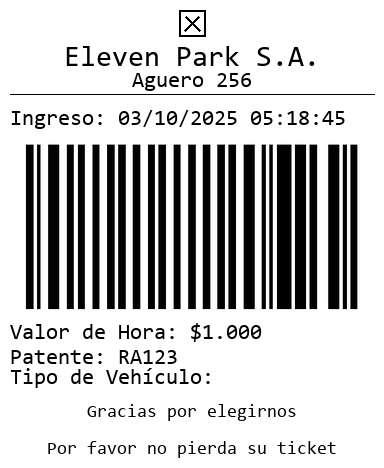 Eleven Park S.A.
Aguero 256
Ingreso: 03/10/2025 05:18:45
Valor de Hora: $1.000
Patente: RA123
Tipo de Vehículo:
Gracias por elegirnos
Por favor no pierda su ticket